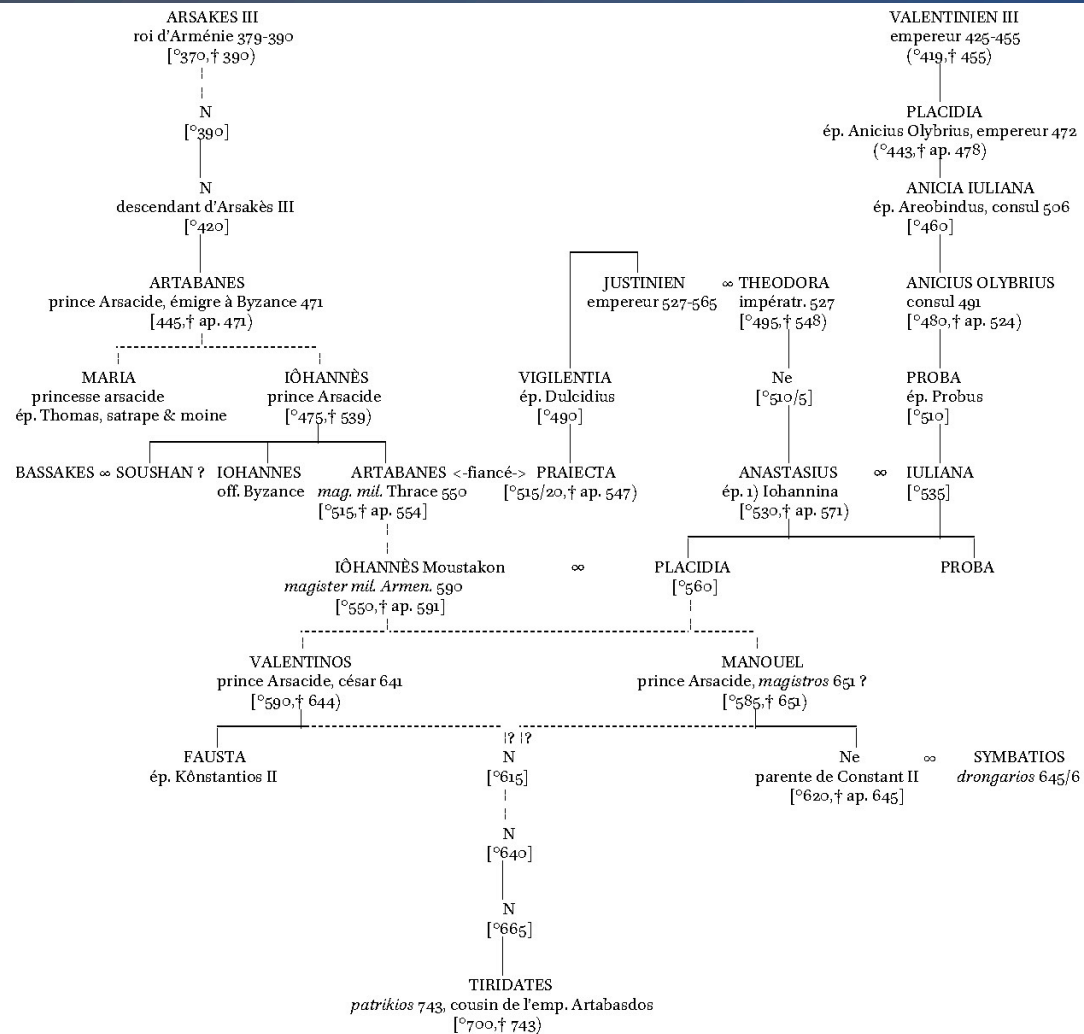 ARSAKES III
roi d'Arménie 379-390
[°370,† 390)
VALENTINIEN III
empereur 425-455
(°419,† 455)
N
[°390]
PLACIDIA
ép. Anicius Olybrius, empereur 472
(°443,† ap. 478)
N
descendant d'Arsakès III
[°420]
ANICIA IULIANA
ép. Areobindus, consul 506
[°460]
ARTABANES
prince Arsacide, émigre à Byzance 471
[445,† ap. 471)
JUSTINIEN
empereur 527-565
∞ THEODORA
impératr. 527
[°495,† 548)
ANICIUS OLYBRIUS
consul 491
[°480,† ap. 524)
MARIA
princesse arsacide
ép. Thomas, satrape & moine
IÔHANNÈS
prince Arsacide
[°475,† 539)
VIGILENTIA
ép. Dulcidius
[°490]
Ne
[°510/5]
PROBA
ép. Probus
[°510]
BASSAKES ∞ SOUSHAN ?
IOHANNES
off. Byzance
ARTABANES <-fiancé-> PRAIECTA
mag. mil. Thrace 550
[°515,† ap. 554]
[°515/20,† ap. 547)
ANASTASIUS ∞ IULIANA
ép. 1) Iohannina
[°530,† ap. 571)
[°535]
IÔHANNÈS Moustakon ∞ PLACIDIA
magister mil. Armen. 590
[°550,† ap. 591]
[°560]
PROBA
VALENTINOS
prince Arsacide, césar 641
[°590,† 644)
MANOUEL
prince Arsacide, magistros 651 ?
[°585,† 651)
|? |?
FAUSTA
ép. Kônstantios II
N
[°615]
Ne ∞ SYMBATIOS
parente de Constant II
[°620,† ap. 645]
drongarios 645/6
N
[°640]
N
[°665]
TIRIDATES
patrikios 743, cousin de l'emp. Artabasdos
[°700,† 743)